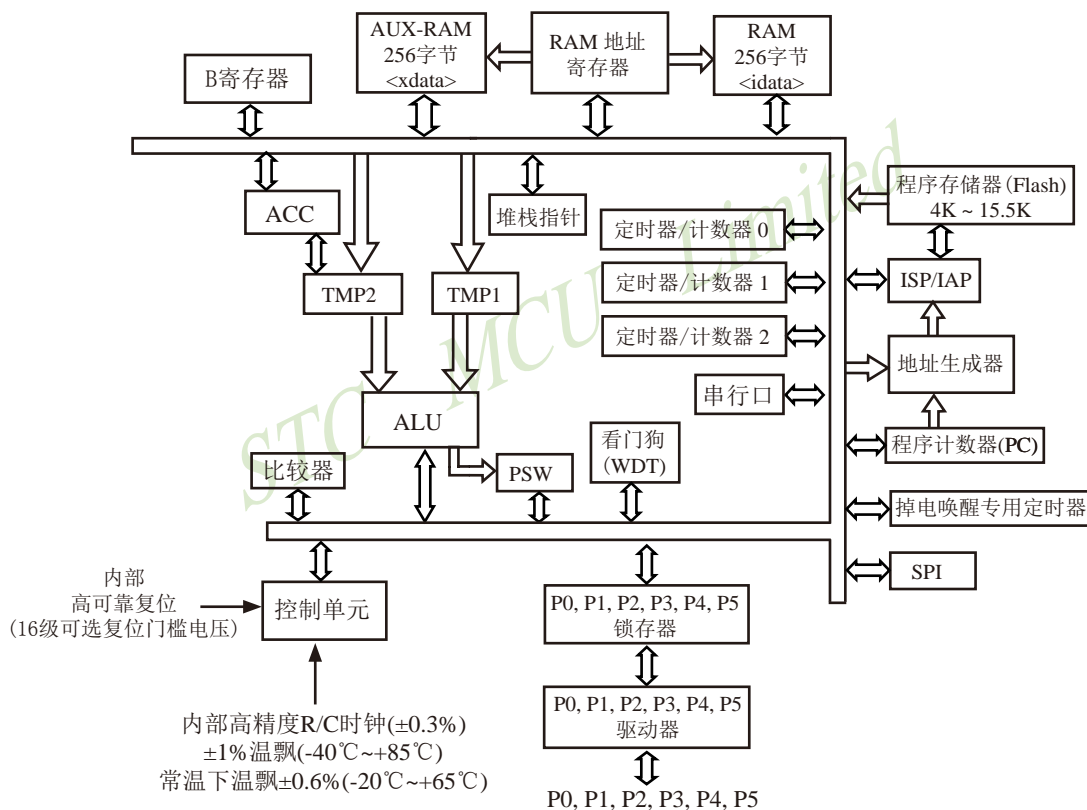 AUX-RAM
256字节
<xdata>
RAM 地址
寄存器
RAM
256字节
<idata>
B寄存器
ACC
堆栈指针
程序存储器(Flash)
4K ~ 15.5K
定时器/计数器 0
TMP2
TMP1
定时器/计数器 1
ISP/IAP
定时器/计数器 2
地址生成器
串行口
ALU
程序计数器(PC)
比较器
PSW
看门狗
(WDT)
掉电唤醒专用定时器
SPI
内部
高可靠复位
(16级可选复位门槛电压)
控制单元
P0, P1, P2, P3, P4, P5
锁存器
P0, P1, P2, P3, P4, P5
驱动器
内部高精度R/C时钟(±0.3%)
±1%温飘(-40℃~+85℃)
常温下温飘±0.6%(-20℃~+65℃)
P0, P1, P2, P3, P4, P5
STC MCU Limited